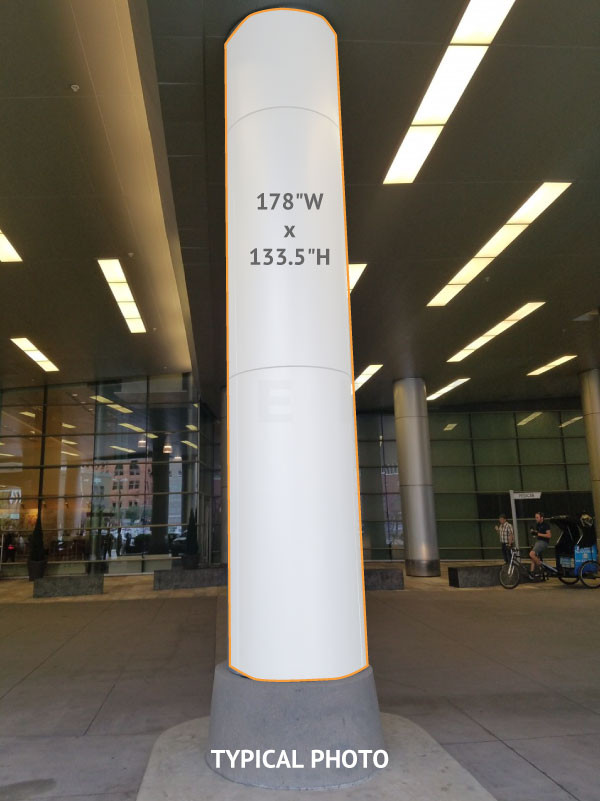 178"W
x
133.5"H
TYPICAL PHOTO